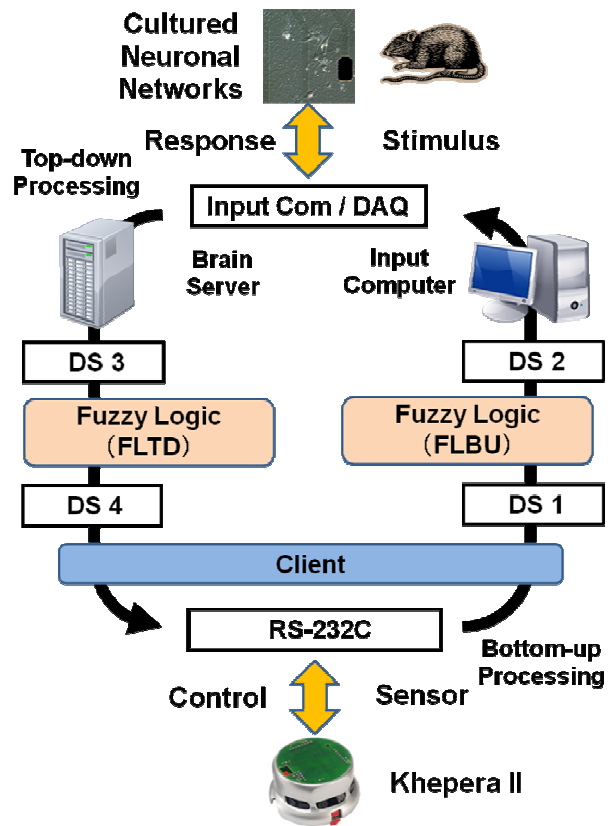 Cultured
Neuronal
Networks
Response
Stimulus
Top-down
Processing
Input Com / DAQ
Brain
Server
Input
Computer
DS 3
DS 2
Fuzzy Logic
（FLTD）
Fuzzy Logic
(FLBU)
DS 4
DS 1
Client
RS-232C
Bottom-up
Processing
Control
Sensor
Khepera II